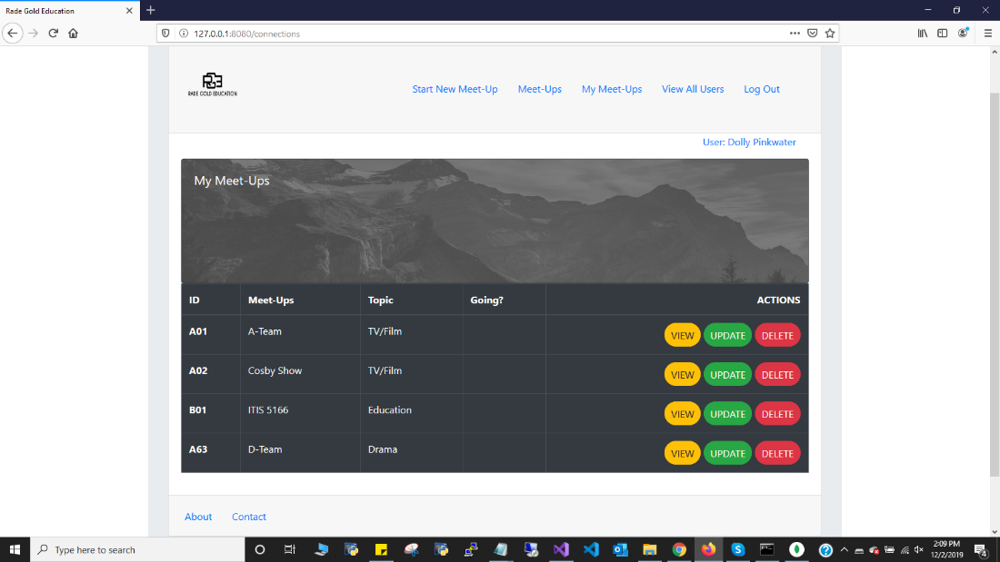 Rade Gold Education
127.0.0.1:8080/connections
RADE GOLD EDUCATION
Start New Meet-Up Meet-Ups My Meet-Ups View All Users Log Out
User: Dolly Pinkwater
My Meet-Ups
ID Meet-Ups Topic Going? ACTIONS
A01 A-Team TV/Film VIEW UPDATE DELETE
A02 Cosby Show TV/Film VIEW UPDATE DELETE
B01 ITIS 5166 Education VIEW UPDATE DELETE
A63 D-Team Drama VIEW UPDATE DELETE
About Contact
Type here to search
2:09 PM
12/2/2019
4